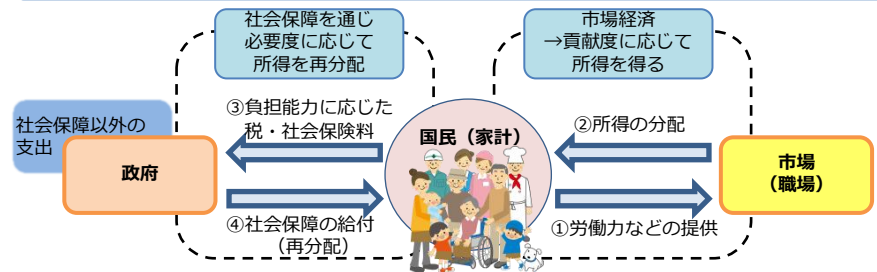 社会保障を通じ
必要度に応じて
所得を再分配
市場経済
→貢献度に応じて
所得を得る
社会保障以外の
支出
政府
③負担能力に応じた
税・社会保険料
④社会保障の給付
（再分配）
国民（家計）
②所得の分配
①労働力などの提供
市場
（職場）